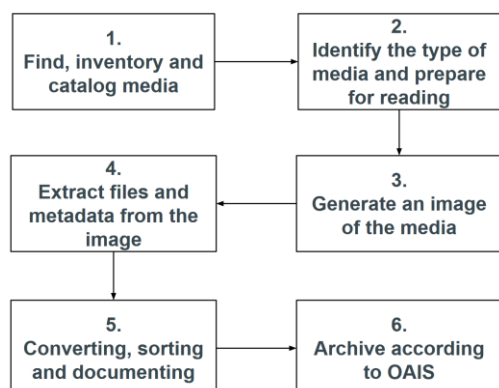 1.
Find, inventory and
catalog media
2.
Identify the type of
media and prepare
for reading
3.
Generate an image
of the media
4.
Extract files and
metadata from the
image
5.
Converting, sorting
and documenting
6.
Archive according
to OAIS